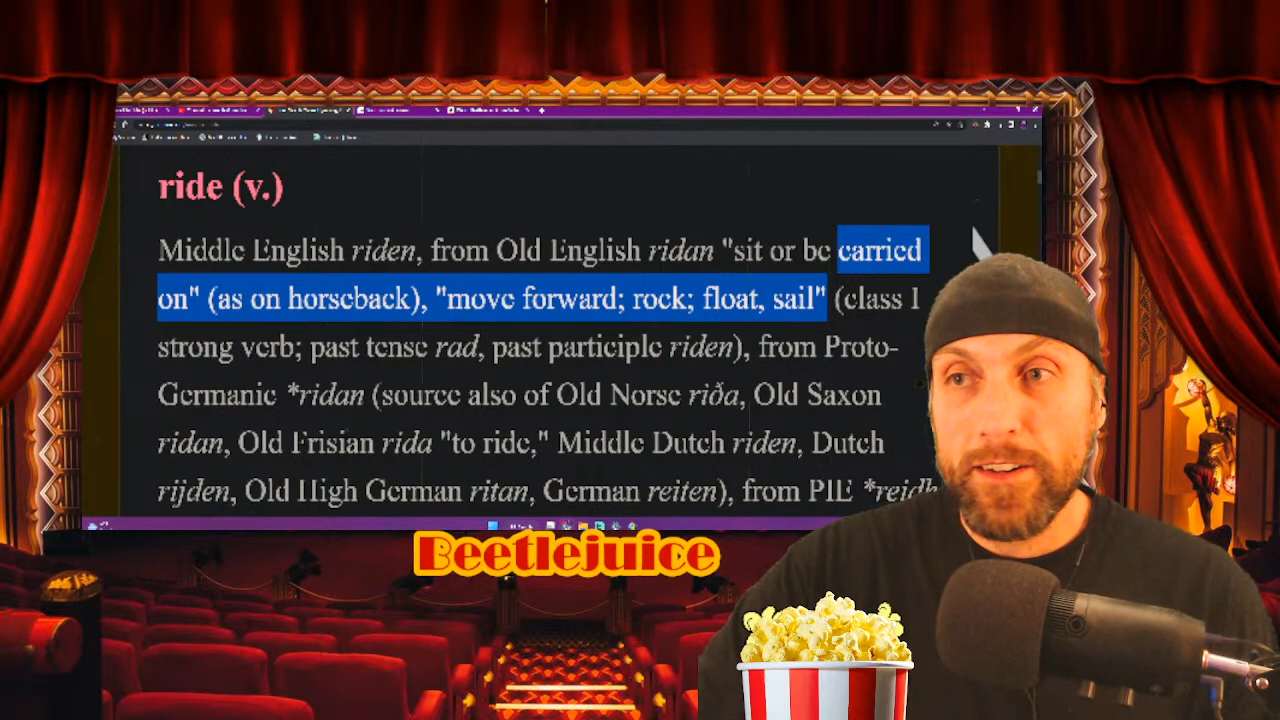 ride (v.)
Middle English riden, from Old English ridan "sit or be carried
on" (as on horseback), "move forward; rock; float, sail" (class I
strong verb; past tense rad, past participle riden), from Proto-
Germanic *ridan (source also of Old Norse riða, Old Saxon
ridan, Old Frisian rida "to ride," Middle Dutch riden, Dutch
rijden, Old High German ritan, German reiten), from PIE *reidh
Beetlejuice